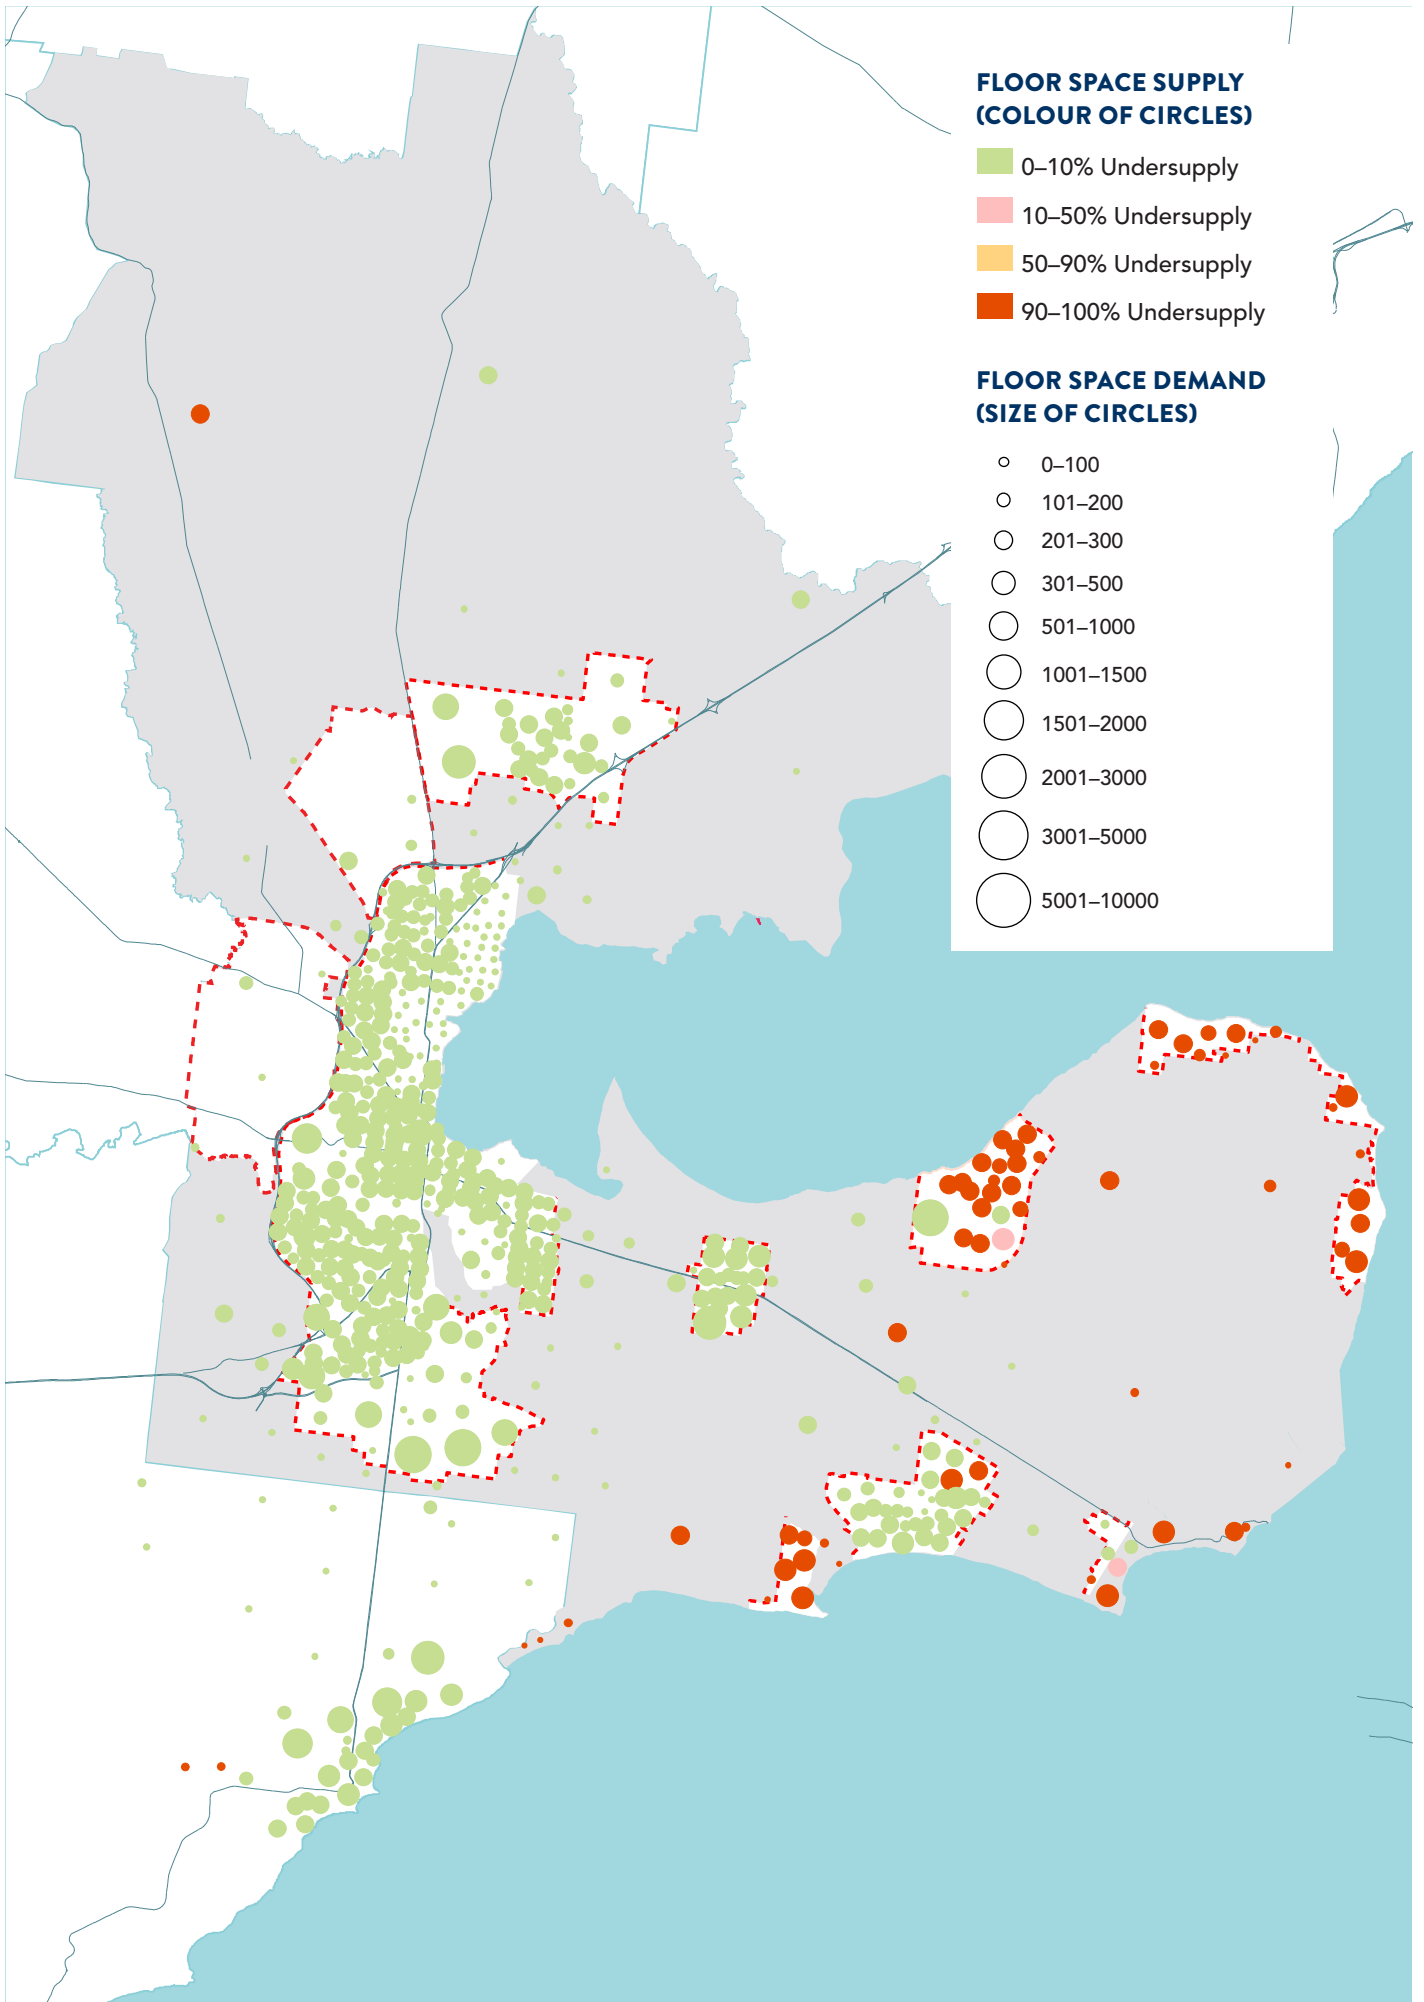 FLOOR SPACE SUPPLY
(COLOUR OF CIRCLES)
0–10% Undersupply
10–50% Undersupply
50–90% Undersupply
90–100% Undersupply
FLOOR SPACE DEMAND
(SIZE OF CIRCLES)
0–100
101–200
201–300
301–500
501–1000
1001–1500
1501–2000
2001–3000
3001–5000
5001–10000